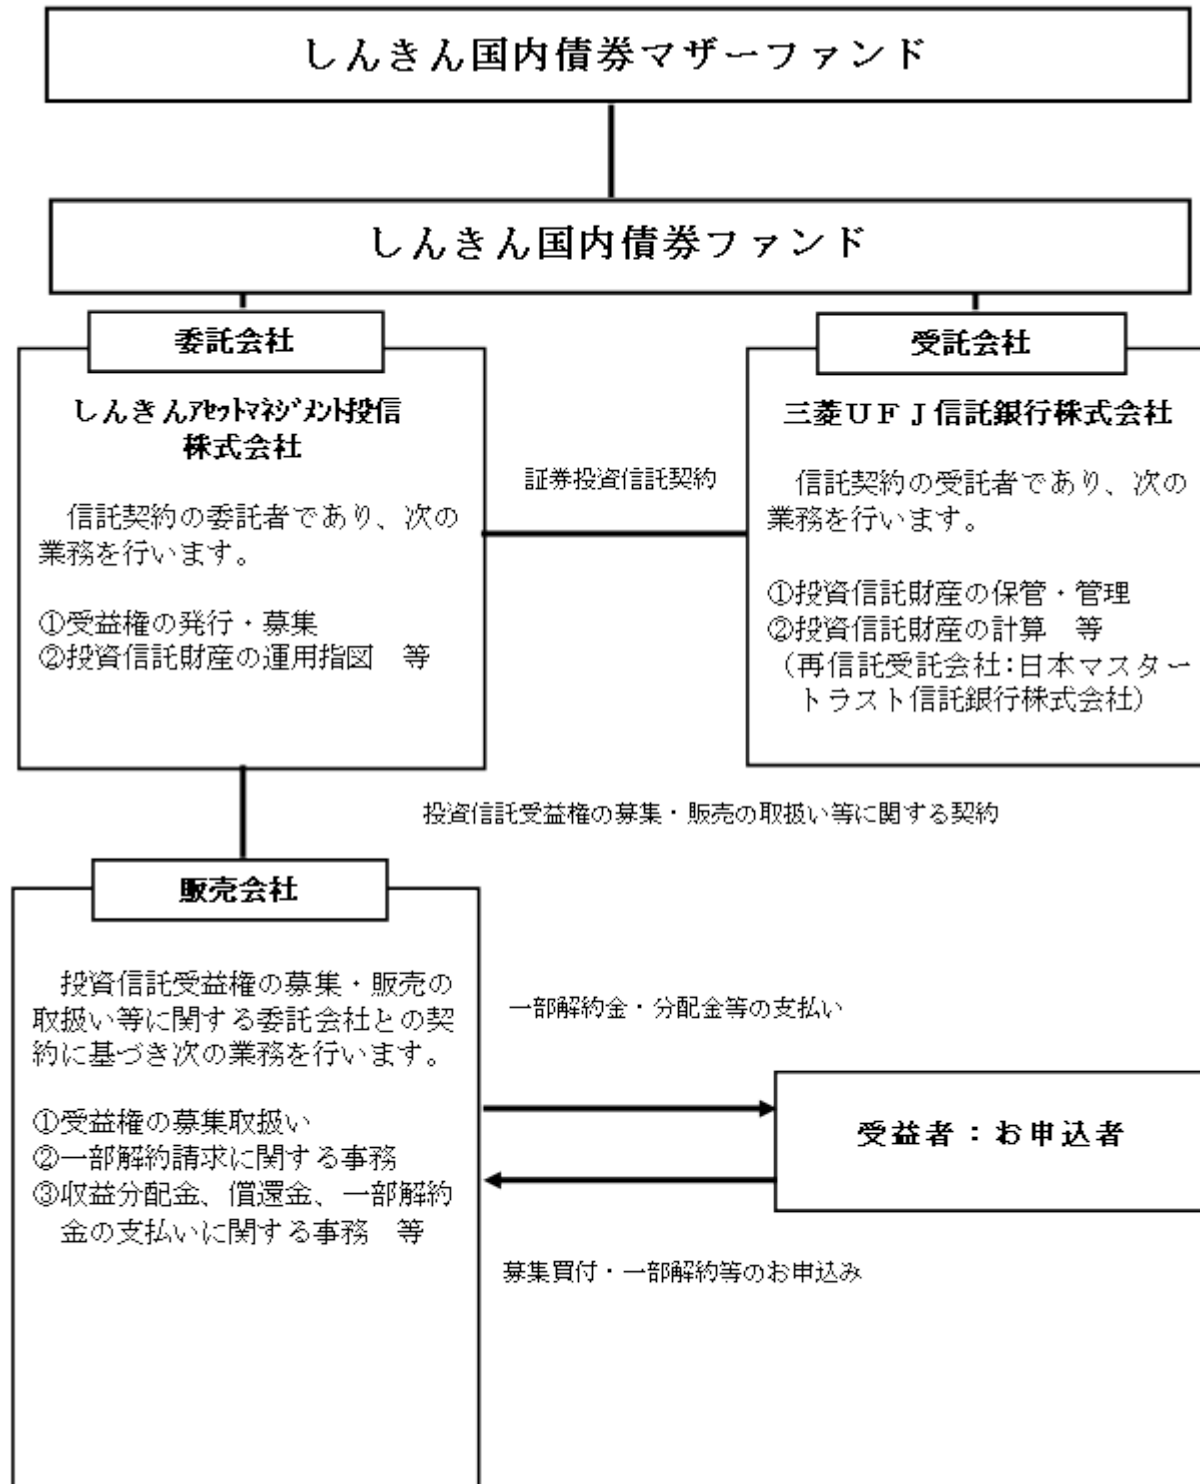 しんきん国内債券マザーファンド
しんきん国内債券ファンド
委託会社
しんきんｱｾｯﾄﾏﾈｼﾞﾒﾝﾄ投信
株式会社
信託契約の委託者であり、次の
業務を行います。
①受益権の発行・募集
②投資信託財産の運用指図　等
証券投資信託契約
受託会社
三菱ＵＦＪ信託銀行株式会社
信託契約の受託者であり、次の
業務を行います。
①投資信託財産の保管・管理
②投資信託財産の計算　等
（再信託受託会社：日本マスター
トラスト信託銀行株式会社）
投資信託受益権の募集・販売の取扱い等に関する契約
販売会社
投資信託受益権の募集・販売の
取扱い等に関する委託会社との契
約に基づき次の業務を行います。
①受益権の募集取扱い
②一部解約請求に関する事務
③収益分配金、償還金、一部解約
金の支払いに関する事務　等
一部解約金・分配金等の支払い
受益者：お申込者
募集買付・一部解約等のお申込み